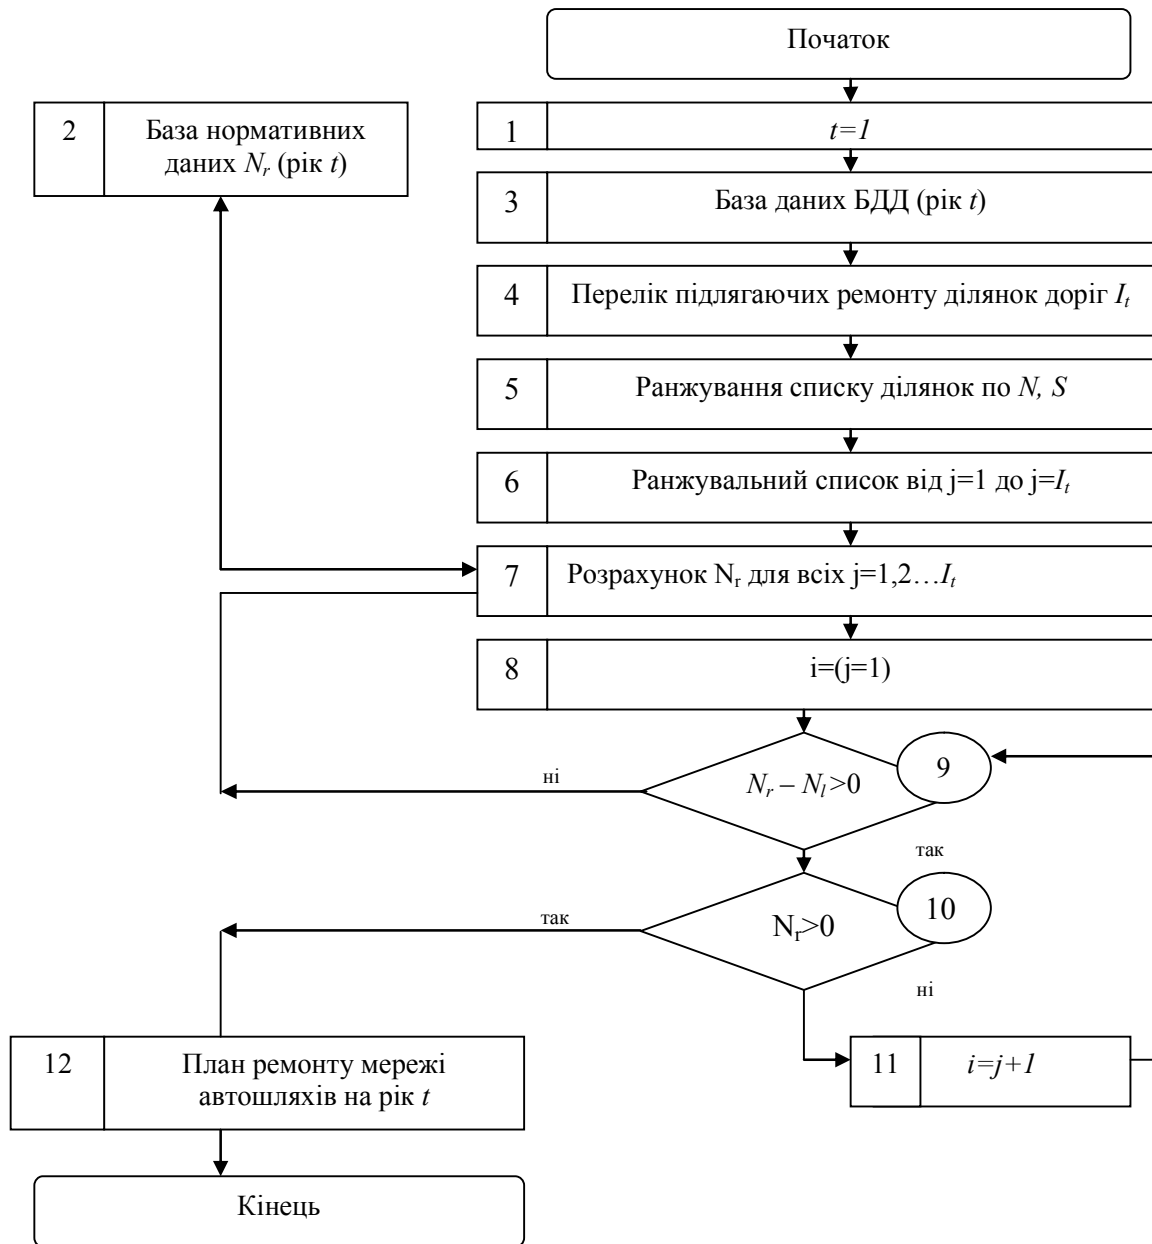 Початок
1 t=1
2 База нормативних
даних Nr (рік t)
3 База даних БДД (рік t)
4 Перелік підлягаючих ремонту ділянок доріг It
5 Ранжування списку ділянок по N, S
6 Ранжувальний список від j=1 до j=It
7 Розрахунок Nr для всіх j=1,2…It
8 i=(j=1)
9
Nr – Nl >0
ні
так
10
Nr>0
так
ні
11 i=j+1
12 План ремонту мережі
автошляхів на рік t
Кінець